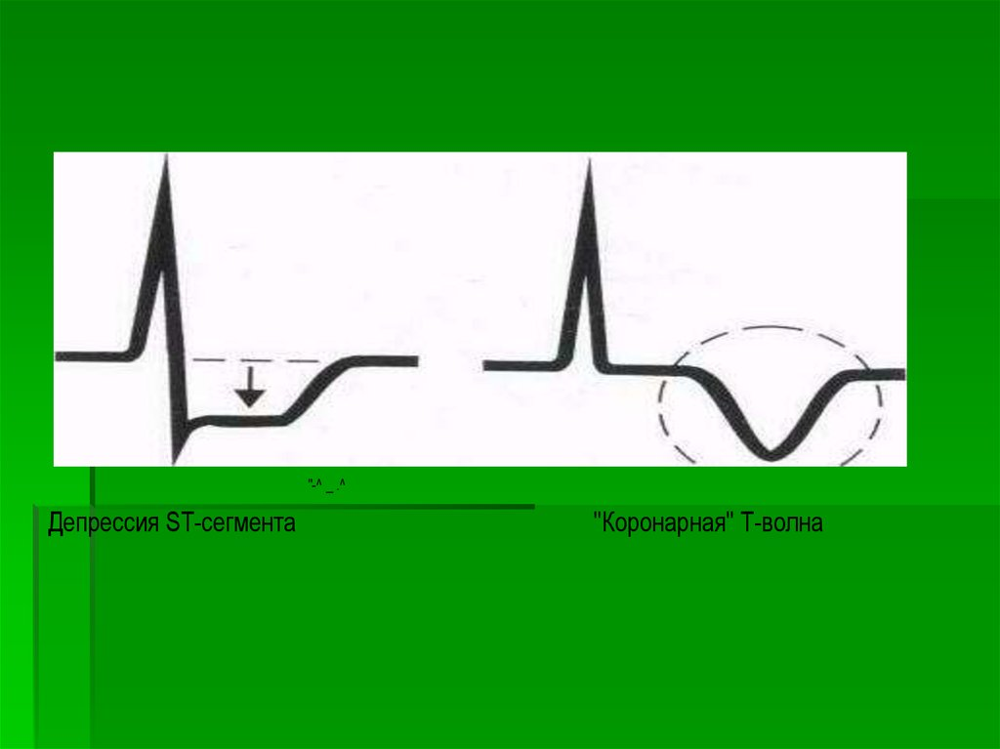 "-^ _ .^
Депрессия ST-сегмента
"Коронарная" Т-волна